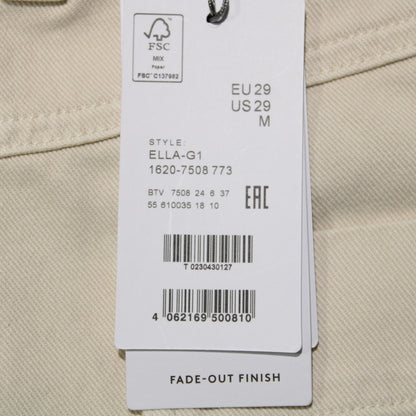 FSC
MIX
Paper
FSC® C137982
EU 29
US 29
M
STYLE:
ELLA-G1
1620-7508 773
BTV 7508 24 6 37
55 610035 18 10
EAC
T 0230430127
4 062169 500810
FADE-OUT FINISH